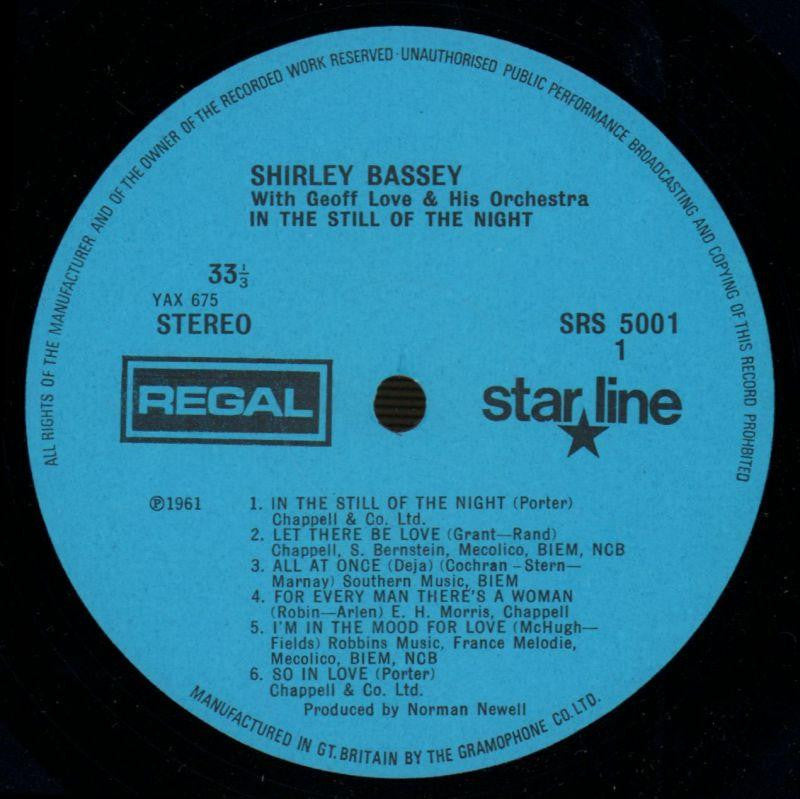 ALL RIGHTS OF THE MANUFACTURER AND OF THE OWNER OF THE RECORDED WORK RESERVED · UNAUTHORISED PUBLIC PERFORMANCE BROADCASTING AND COPYING OF THIS RECORD PROHIBITED
SHIRLEY BASSEY
With Geoff Love & His Orchestra
IN THE STILL OF THE NIGHT
33⅓
YAX 675
STEREO
SRS 5001
1
REGAL
star line
℗1961
1. IN THE STILL OF THE NIGHT (Porter)
Chappell & Co. Ltd.
2. LET THERE BE LOVE (Grant—Rand)
Chappell, S. Bernstein, Mecolico, BIEM, NCB
3. ALL AT ONCE (Deja) (Cochran – Stern—
Marnay) Southern Music, BIEM
4. FOR EVERY MAN THERE'S A WOMAN
(Robin—Arlen) E. H. Morris, Chappell
5. I'M IN THE MOOD FOR LOVE (McHugh—
Fields) Robbins Music, France Melodie,
Mecolico, BIEM, NCB
6. SO IN LOVE (Porter)
Chappell & Co. Ltd.
Produced by Norman Newell
MANUFACTURED IN GT. BRITAIN BY THE GRAMOPHONE CO. LTD.